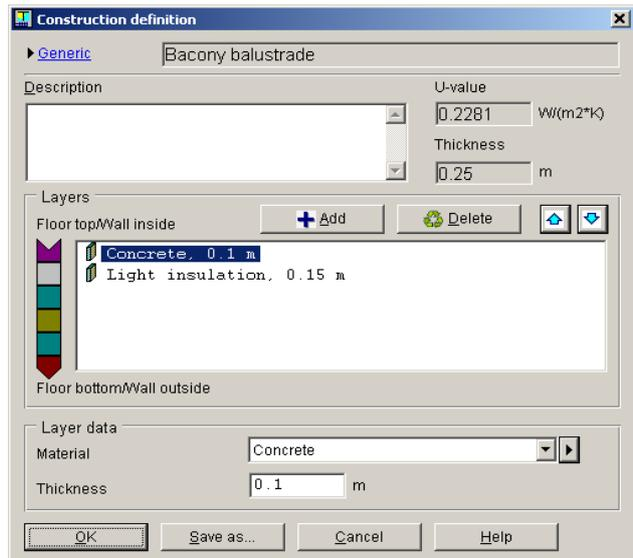 Construction definition
Generic
Bacony balustrade
Description
U-value
0.2281 W/(m2*K)
Thickness
0.25 m
Layers
Floor top/Wall inside
Add
Delete
Concrete, 0.1 m
Light insulation, 0.15 m
Floor bottom/Wall outside
Layer data
Material
Concrete
Thickness
0.1 m
OK
Save as...
Cancel
Help